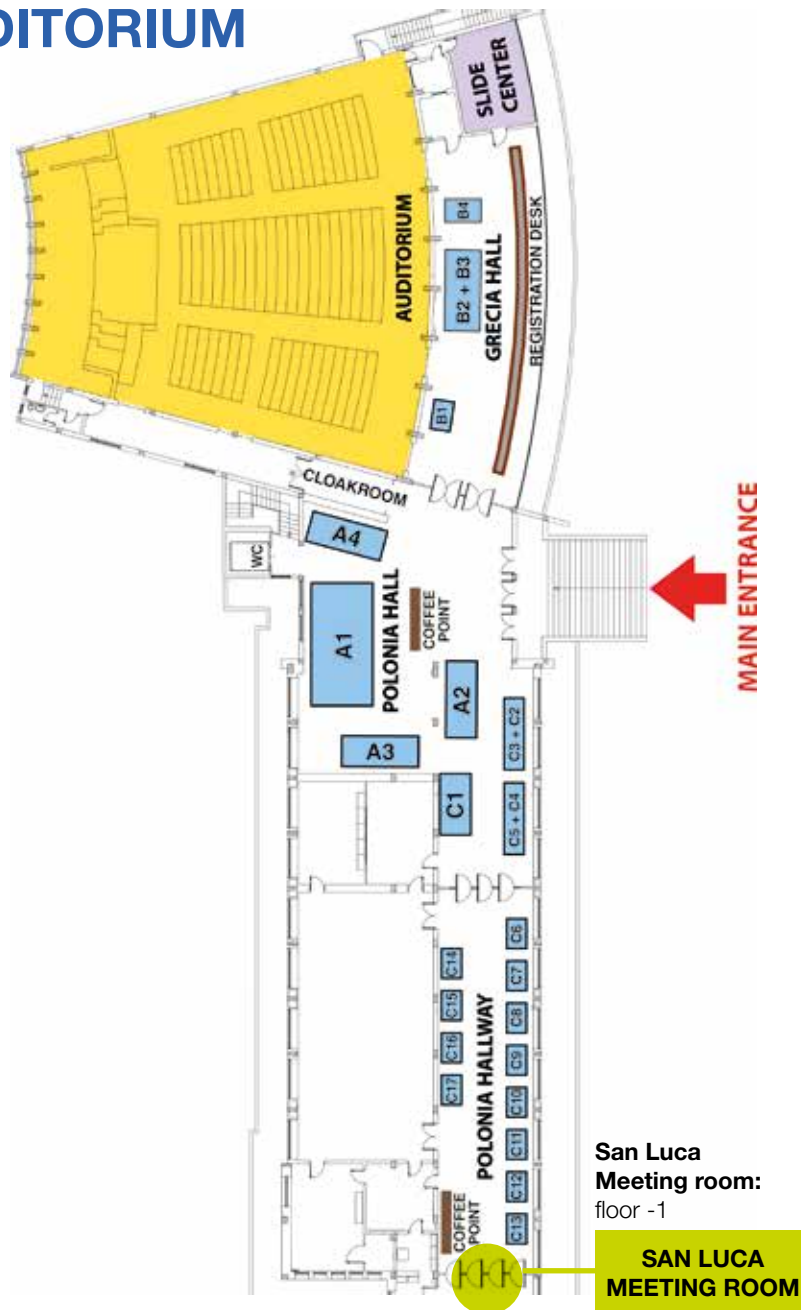 DITORIUM
SLIDE
CENTER
AUDITORIUM
B4
B2 + B3
B1
GRECIA HALL
REGISTRATION DESK
CLOAKROOM
WC
A4
A1
POLONIA HALL
COFFEE
POINT
MAIN ENTRANCE
A2
A3
C3 + C2
C1
C5 + C4
C14
C15
C16
C17
POLONIA HALLWAY
C6
C7
C8
C9
C10
C11
C12
C13
COFFEE
POINT
San Luca
Meeting room:
floor -1
SAN LUCA
MEETING ROOM